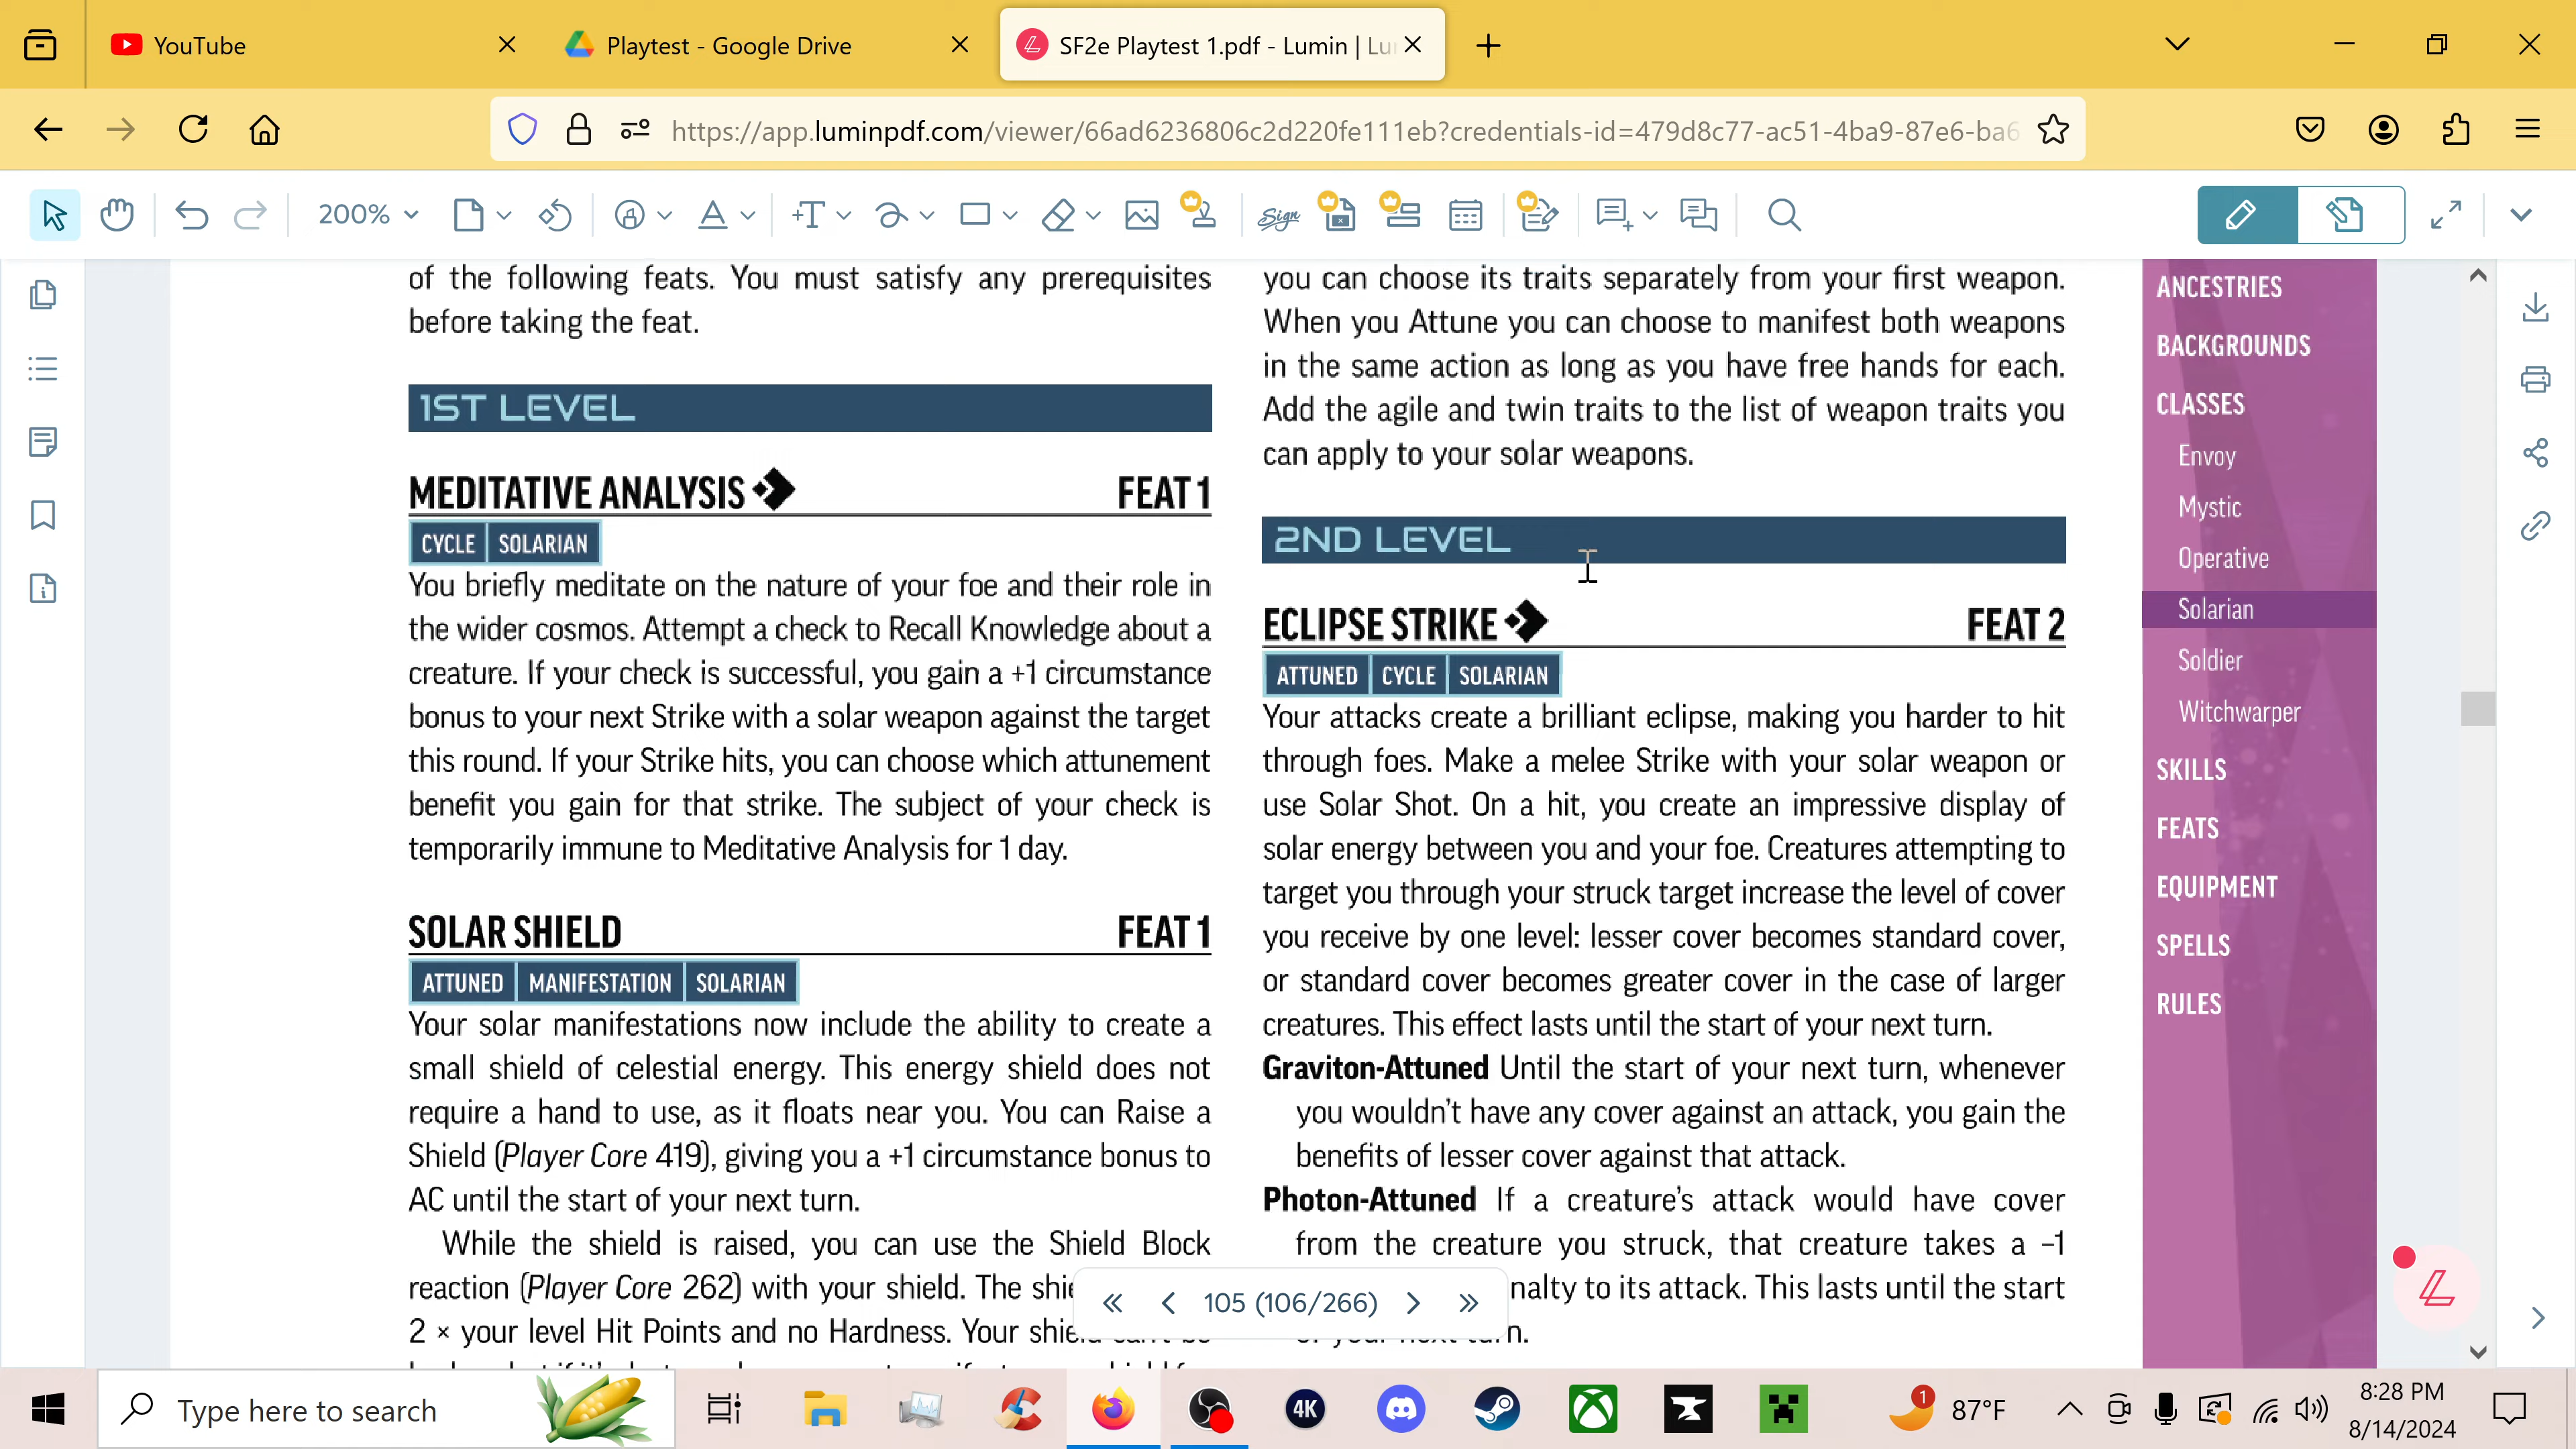 YouTube
Playtest - Google Drive
SF2e Playtest 1.pdf - Lumin | Lu
https://app.luminpdf.com/viewer/66ad6236806c2d220fe111eb?credentials-id=479d8c77-ac51-4ba9-87e6-ba6
200%
Sign
of the following feats. You must satisfy any prerequisites
before taking the feat.
1ST LEVEL
MEDITATIVE ANALYSIS FEAT 1
CYCLE SOLARIAN
You briefly meditate on the nature of your foe and their role in
the wider cosmos. Attempt a check to Recall Knowledge about a
creature. If your check is successful, you gain a +1 circumstance
bonus to your next Strike with a solar weapon against the target
this round. If your Strike hits, you can choose which attunement
benefit you gain for that strike. The subject of your check is
temporarily immune to Meditative Analysis for 1 day.
SOLAR SHIELD FEAT 1
ATTUNED MANIFESTATION SOLARIAN
Your solar manifestations now include the ability to create a
small shield of celestial energy. This energy shield does not
require a hand to use, as it floats near you. You can Raise a
Shield (Player Core 419), giving you a +1 circumstance bonus to
AC until the start of your next turn.
While the shield is raised, you can use the Shield Block
reaction (Player Core 262) with your shield. The shie
2 × your level Hit Points and no Hardness. Your
you can choose its traits separately from your first weapon.
When you Attune you can choose to manifest both weapons
in the same action as long as you have free hands for each.
Add the agile and twin traits to the list of weapon traits you
can apply to your solar weapons.
2ND LEVEL
ECLIPSE STRIKE FEAT 2
ATTUNED CYCLE SOLARIAN
Your attacks create a brilliant eclipse, making you harder to hit
through foes. Make a melee Strike with your solar weapon or
use Solar Shot. On a hit, you create an impressive display of
solar energy between you and your foe. Creatures attempting to
target you through your struck target increase the level of cover
you receive by one level: lesser cover becomes standard cover,
or standard cover becomes greater cover in the case of larger
creatures. This effect lasts until the start of your next turn.
Graviton-Attuned Until the start of your next turn, whenever
you wouldn't have any cover against an attack, you gain the
benefits of lesser cover against that attack.
Photon-Attuned If a creature's attack would have cover
from the creature you struck, that creature takes a –1
nalty to its attack. This lasts until the start
105 (106/266)
ANCESTRIES
BACKGROUNDS
CLASSES
Envoy
Mystic
Operative
Solarian
Soldier
Witchwarper
SKILLS
FEATS
EQUIPMENT
SPELLS
RULES
Type here to search
4K
1
87°F
8:28 PM
8/14/2024